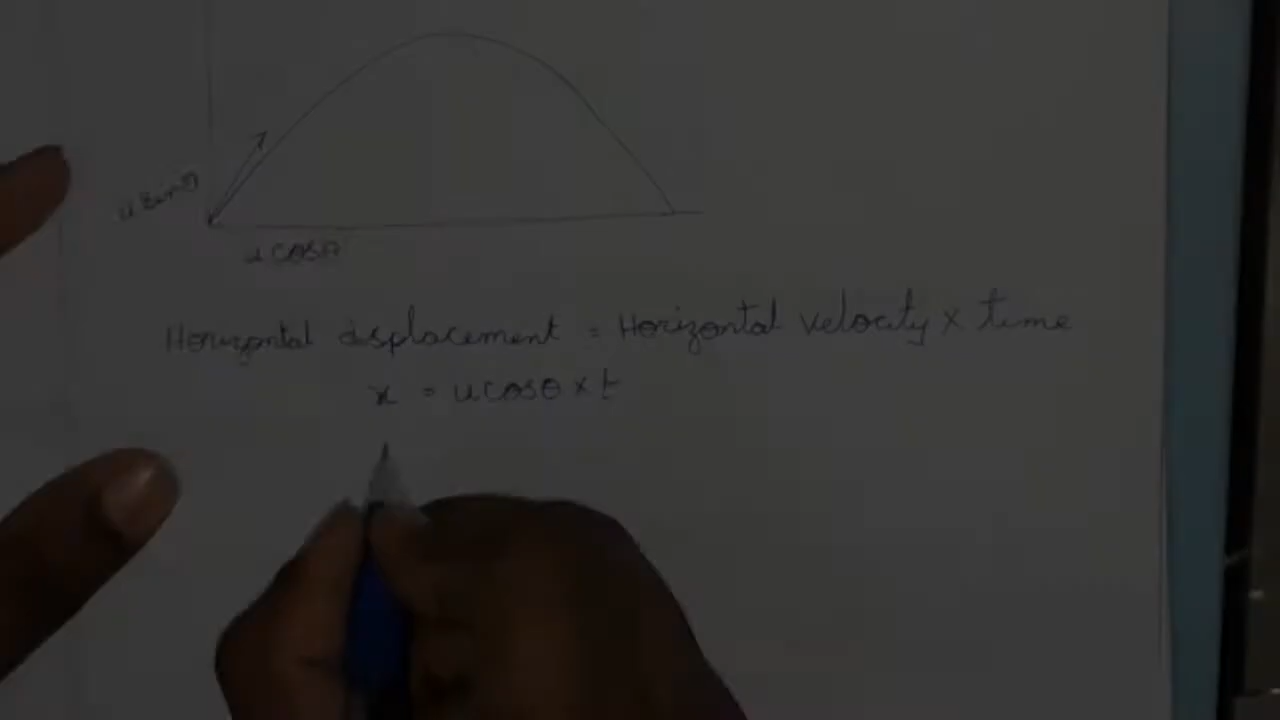 u sinθ
u cosθ
Horizontal displacement = Horizontal velocity × time
x = u cosθ × t